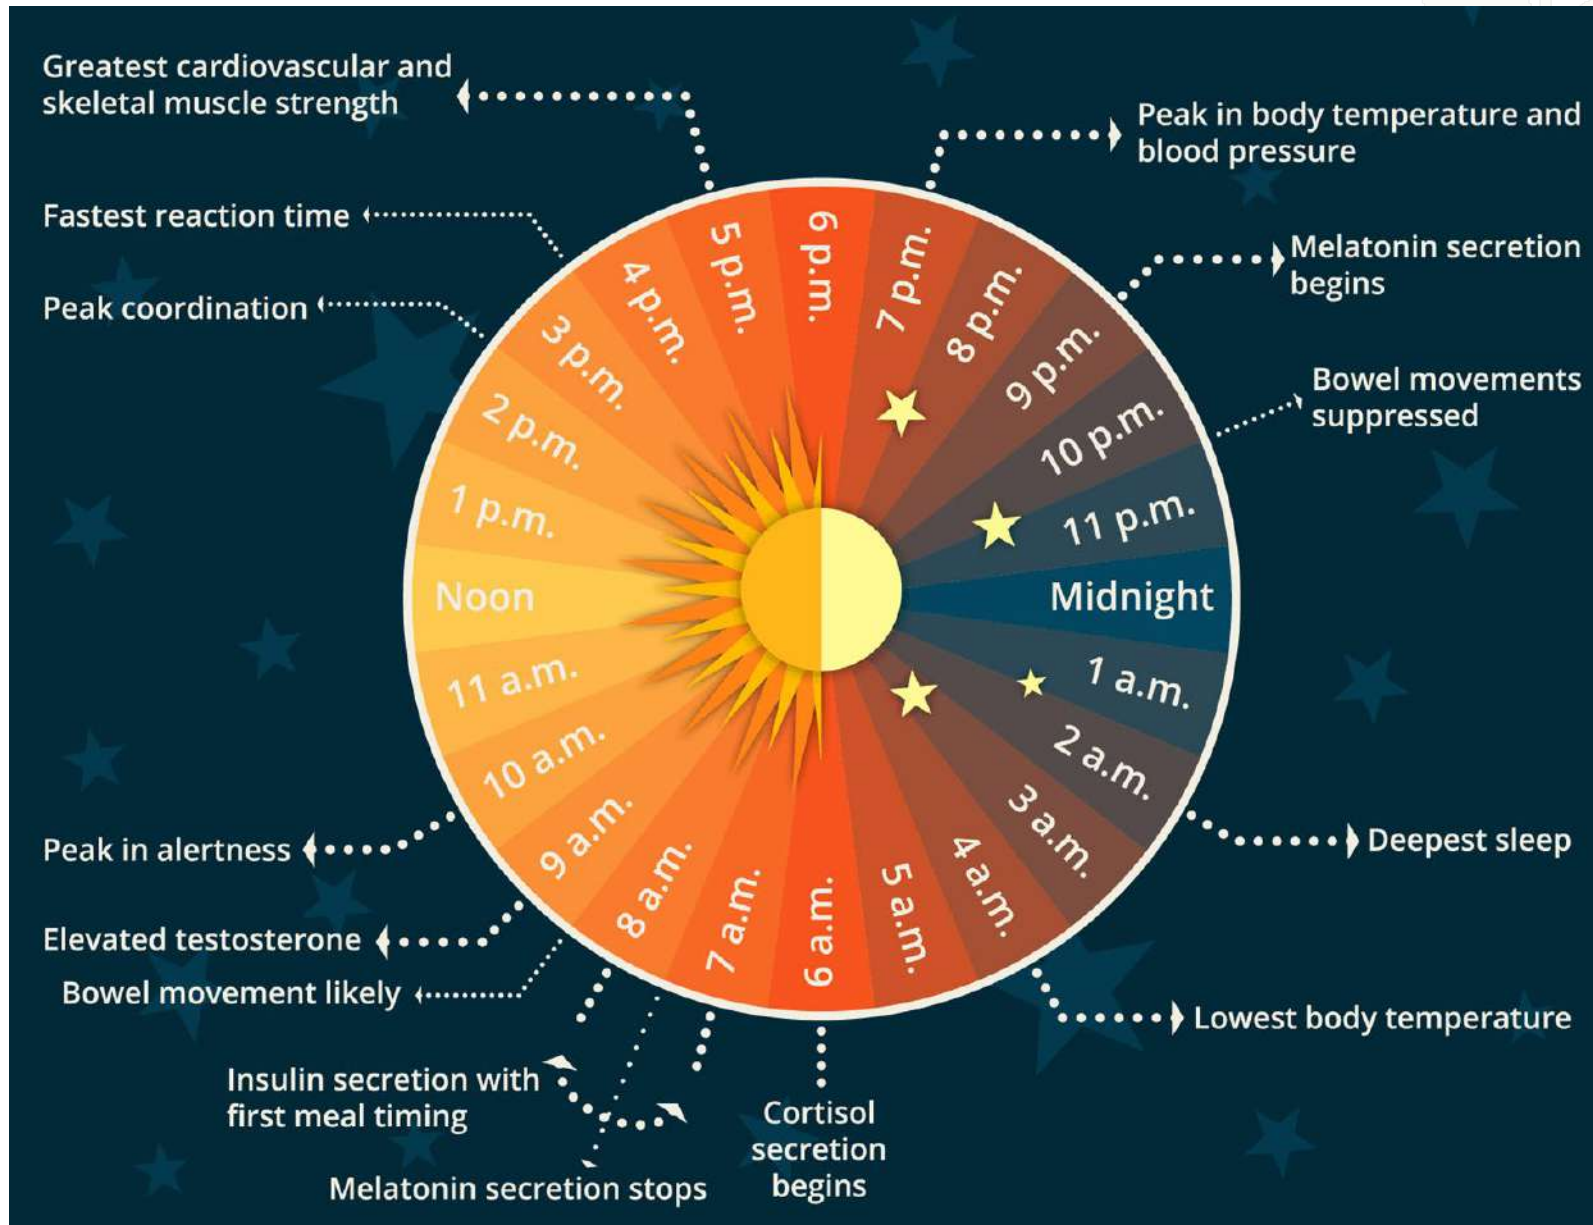 Greatest cardiovascular and
skeletal muscle strength
Fastest reaction time
Peak coordination
Peak in body temperature and
blood pressure
Melatonin secretion
begins
Bowel movements
suppressed
6 p.m.
7 p.m.
8 p.m.
9 p.m.
10 p.m.
11 p.m.
Midnight
1 a.m.
2 a.m.
3 a.m.
4 a.m.
5 a.m.
6 a.m.
7 a.m.
8 a.m.
9 a.m.
10 a.m.
11 a.m.
Noon
1 p.m.
2 p.m.
3 p.m.
4 p.m.
5 p.m.
Deepest sleep
Lowest body temperature
Peak in alertness
Elevated testosterone
Bowel movement likely
Insulin secretion with
first meal timing
Melatonin secretion stops
Cortisol
secretion
begins